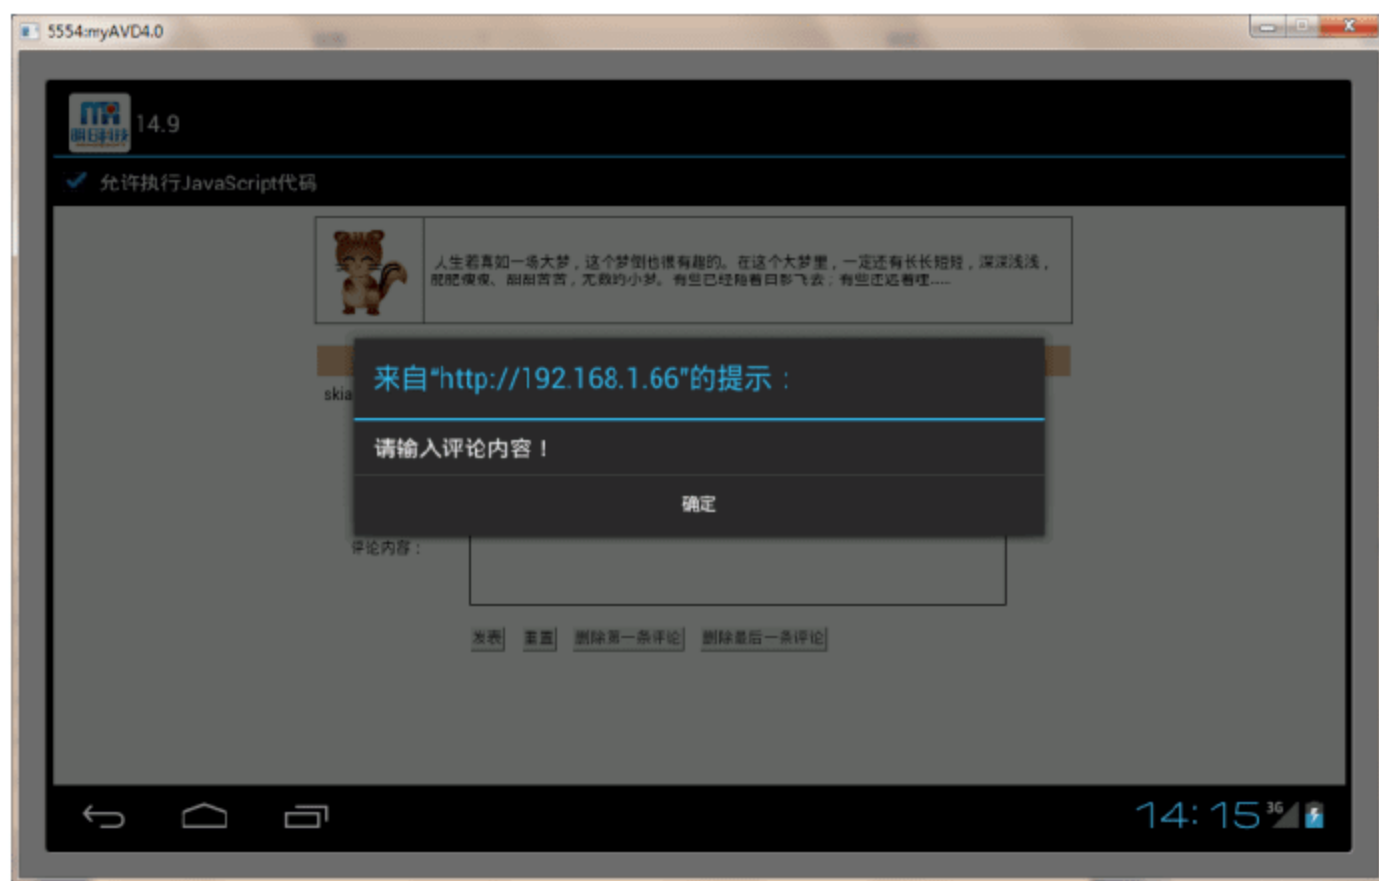 5554:myAVD4.0
明日科技
14.9
允许执行JavaScript代码
人生若真如一场大梦，这个梦倒也很有趣的。在这个大梦里，一定还有长长短短，深深浅浅，
肥肥瘦瘦、甜甜苦苦，无数的小梦。有些已经随着日影飞去；有些还远着哩.....
来自“http://192.168.1.66”的提示：
skia
请输入评论内容！
确定
评论内容：
发表 重置 删除第一条评论 删除最后一条评论
14:15 3G